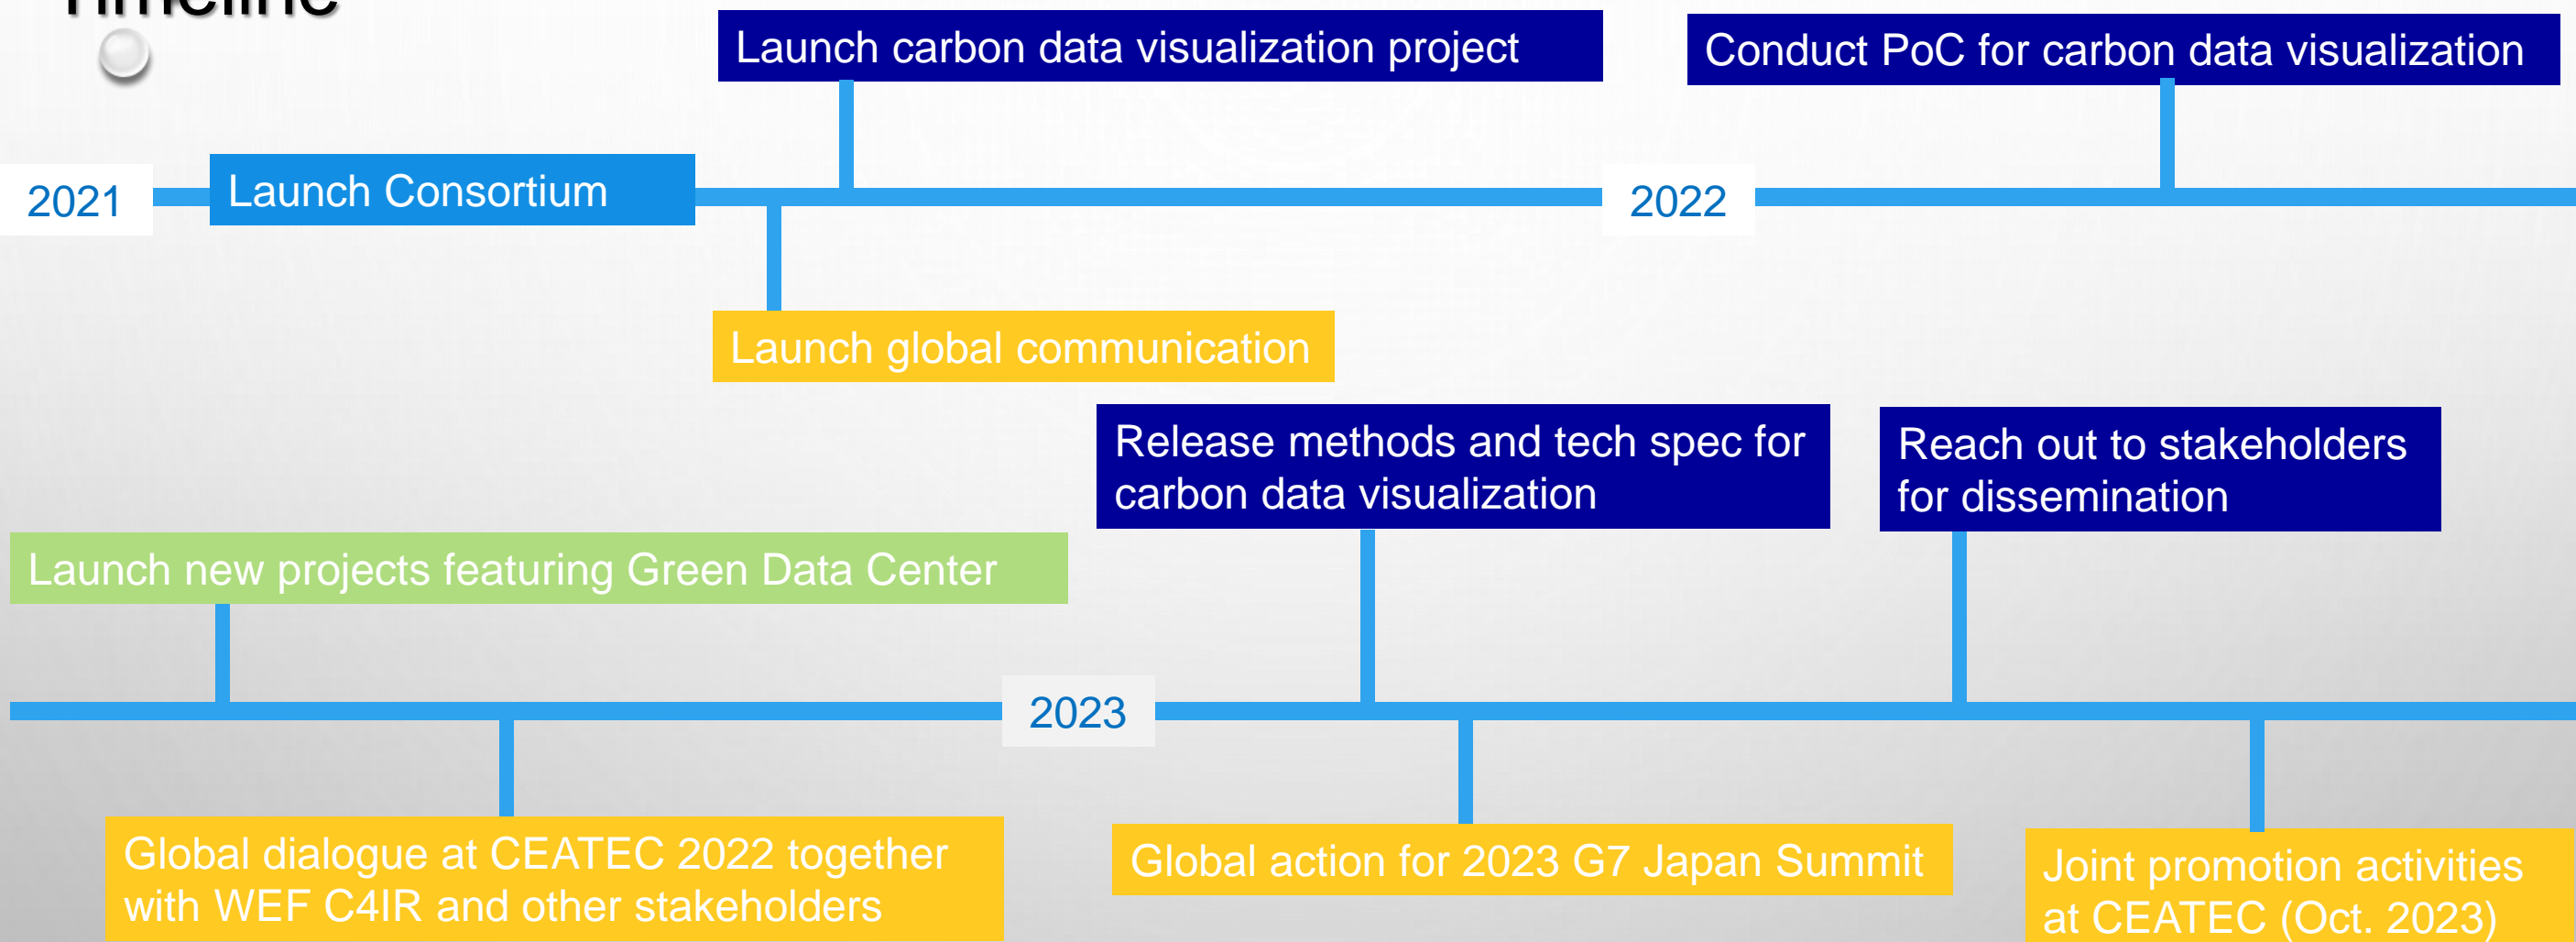 Timeline
Launch carbon data visualization project
Conduct PoC for carbon data visualization
2021
Launch Consortium
2022
Launch global communication
Release methods and tech spec for
carbon data visualization
Reach out to stakeholders
for dissemination
Launch new projects featuring Green Data Center
2023
Global dialogue at CEATEC 2022 together
with WEF C4IR and other stakeholders
Global action for 2023 G7 Japan Summit
Joint promotion activities
at CEATEC (Oct. 2023)